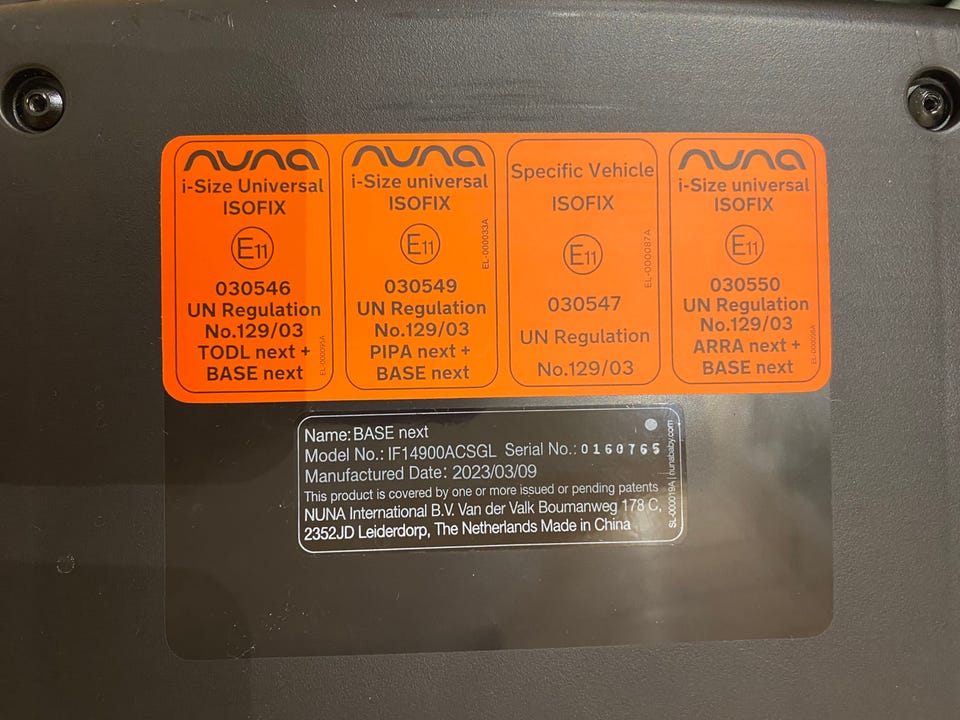 nuna
i-Size Universal
ISOFIX
E11
030546
UN Regulation
No.129/03
TODL next +
BASE next
nuna
i-Size universal
ISOFIX
E11
EL-000033A
030549
UN Regulation
No.129/03
PIPA next +
BASE next
Specific Vehicle
ISOFIX
E11
EL-000087A
030547
UN Regulation
No.129/03
nuna
i-Size universal
ISOFIX
E11
030550
UN Regulation
No.129/03
ARRA next +
BASE next
Name: BASE next
Model No.: IF14900ACSGL Serial No.: 0160765
Manufactured Date: 2023/03/09
This product is covered by one or more issued or pending patents
NUNA International B.V. Van der Valk Boumanweg 178 C,
2352JD Leiderdorp, The Netherlands Made in China
SL-000019A | nunababy.com